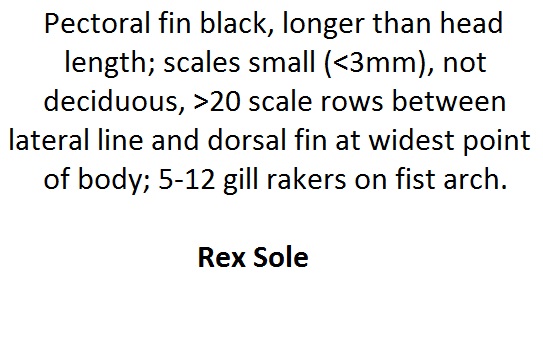 Pectoral fin black, longer than head
length; scales small (<3mm), not
deciduous, >20 scale rows between
lateral line and dorsal fin at widest point
of body; 5-12 gill rakers on fist arch.
Rex Sole